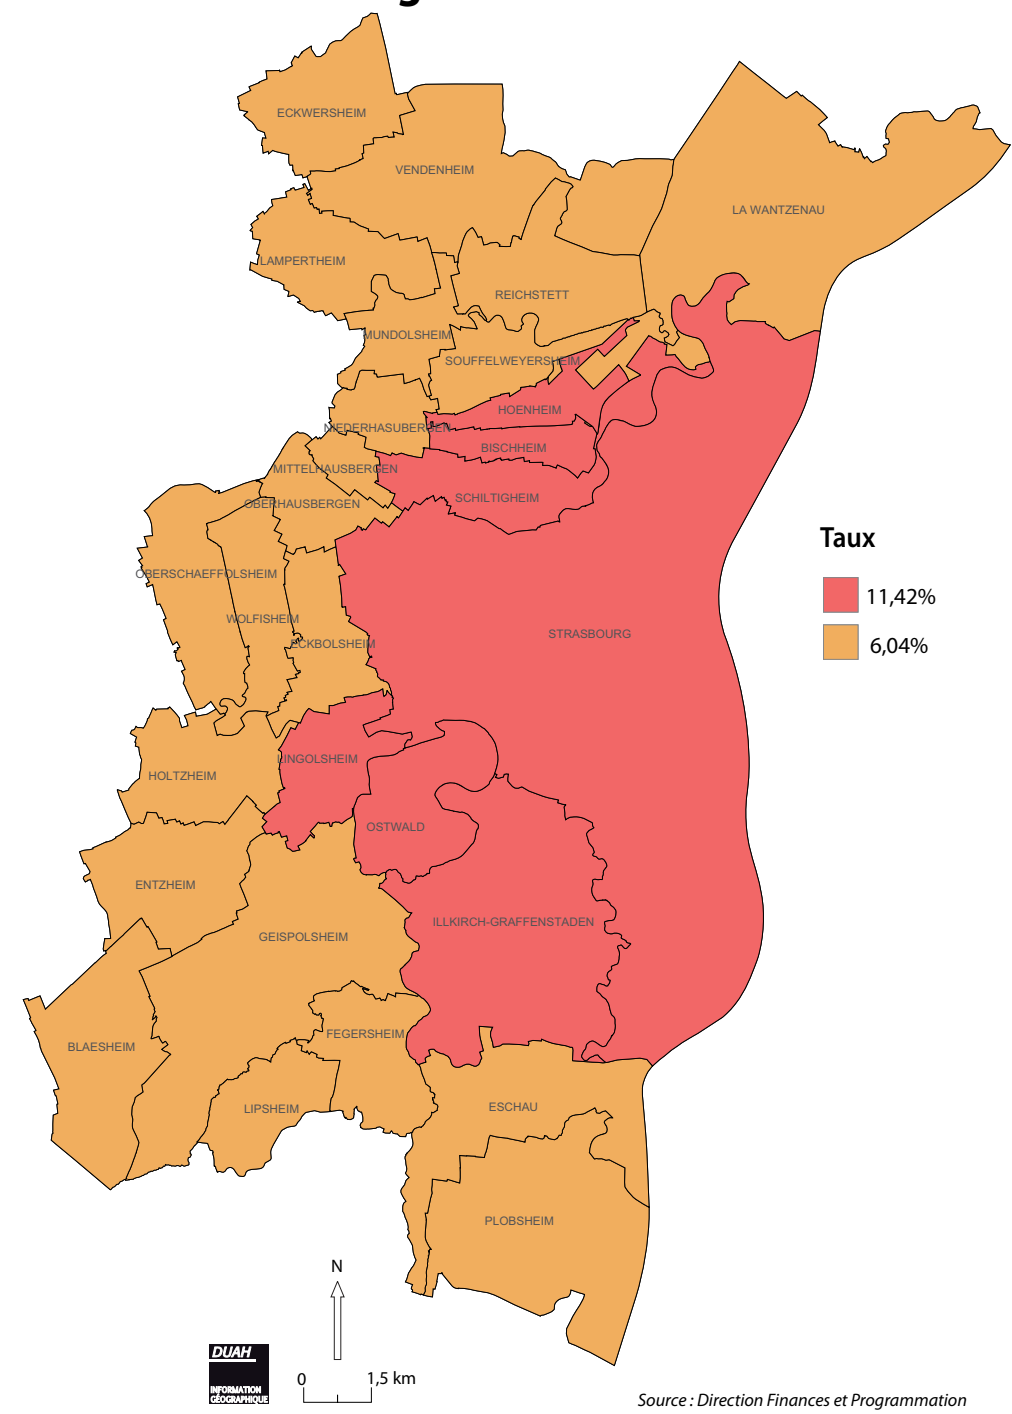 ECKWERSHEIM
VENDENHEIM
LA WANTZENAU
LAMPERTHEIM
REICHSTETT
MUNDOLSHEIM
SOUFFELWEYERSHEIM
HOENHEIM
NIEDERHASUBERGEN
BISCHHEIM
MITTELHAUSBERGEN
SCHILTIGHEIM
OBERHAUSBERGEN
Taux
OBERSCHAEFFOLSHEIM
11,42%
WOLFISHEIM
STRASBOURG
ECKBOLSHEIM
6,04%
LINGOLSHEIM
HOLTZHEIM
OSTWALD
ENTZHEIM
ILLKIRCH-GRAFFENSTADEN
GEISPOLSHEIM
FEGERSHEIM
BLAESHEIM
LIPSHEIM
ESCHAU
PLOBSHEIM
N
DUAH
INFORMATION
GÉOGRAPHIQUE
0 1,5 km
Source : Direction Finances et Programmation